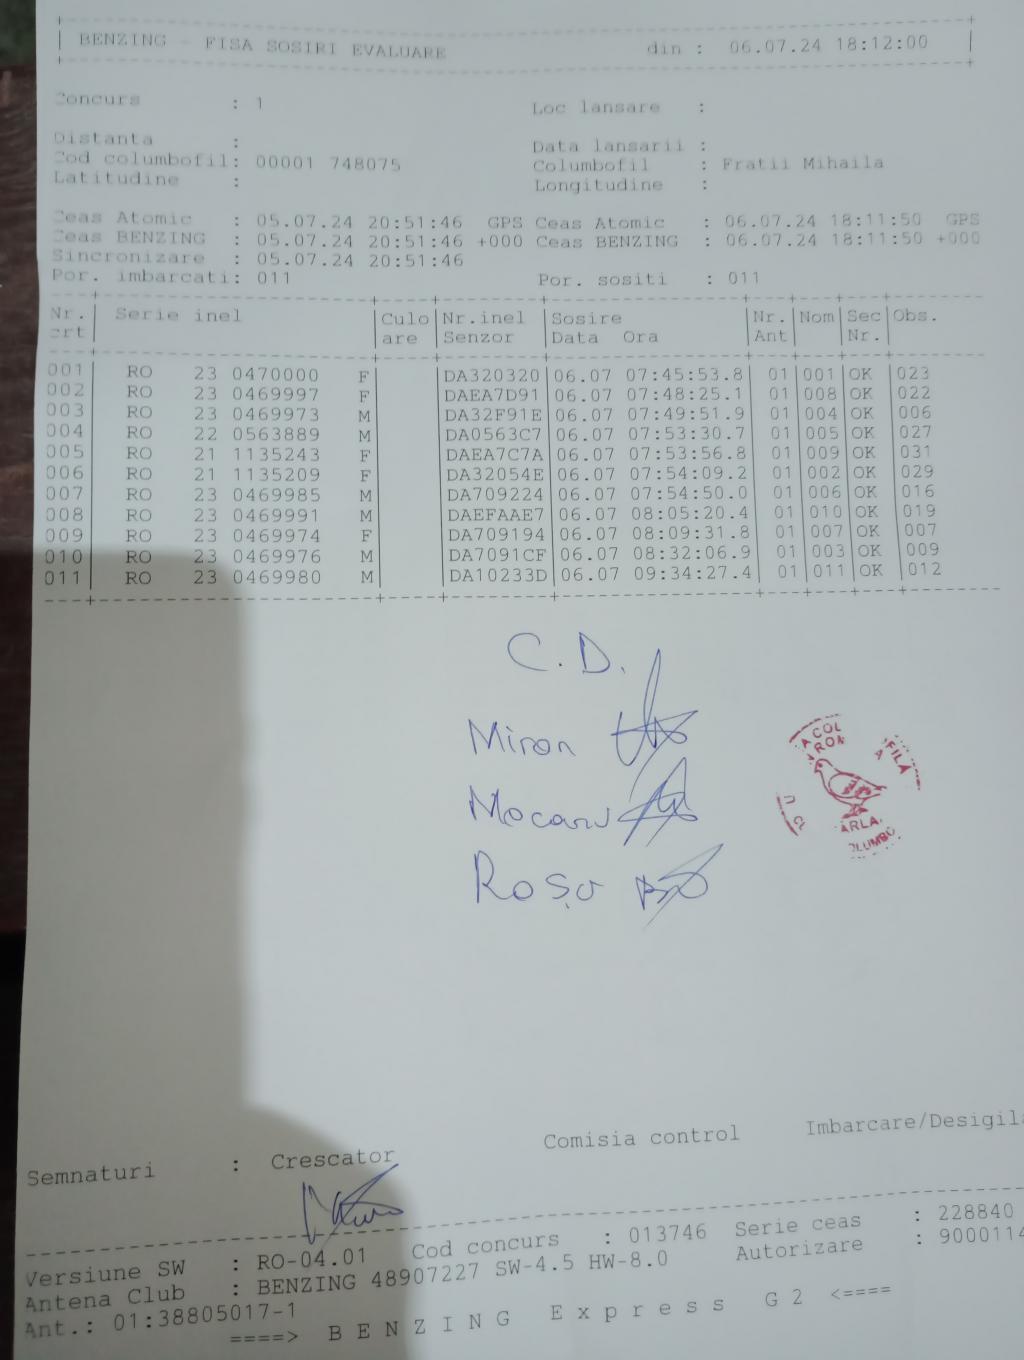 BENZING - FISA SOSIRI EVALUARE din : 06.07.24 18:12:00
Concurs : 1 Loc lansare :
Distanta : Data lansarii :
Cod columbofil: 00001 748075 Columbofil : Fratii Mihaila
Latitudine : Longitudine :
Ceas Atomic : 05.07.24 20:51:46 GPS Ceas Atomic : 06.07.24 18:11:50 GPS
Ceas BENZING : 05.07.24 20:51:46 +000 Ceas BENZING : 06.07.24 18:11:50 +000
Sincronizare : 05.07.24 20:51:46
Por. imbarcati: 011 Por. sositi : 011
Nr. Serie inel Culo Nr.inel Sosire Nr. Nom Sec Obs.
crt are Senzor Data Ora Ant Nr.
001 RO 23 0470000 F DA320320 06.07 07:45:53.8 01 001 OK 023
002 RO 23 0469997 F DAEA7D91 06.07 07:48:25.1 01 008 OK 022
003 RO 23 0469973 M DA32F91E 06.07 07:49:51.9 01 004 OK 006
004 RO 22 0563889 M DA0563C7 06.07 07:53:30.7 01 005 OK 027
005 RO 21 1135243 F DAEA7C7A 06.07 07:53:56.8 01 009 OK 031
006 RO 21 1135209 F DA32054E 06.07 07:54:09.2 01 002 OK 029
007 RO 23 0469985 M DA709224 06.07 07:54:50.0 01 006 OK 016
008 RO 23 0469991 M DAEFAAE7 06.07 08:05:20.4 01 010 OK 019
009 RO 23 0469974 F DA709194 06.07 08:09:31.8 01 007 OK 007
010 RO 23 0469976 M DA7091CF 06.07 08:32:06.9 01 003 OK 009
011 RO 23 0469980 M DA10233D 06.07 09:34:27.4 01 011 OK 012
C.D.
Miron
Mocanu
Roșu
Semnaturi : Crescator Comisia control Imbarcare/Desigila
Versiune SW : RO-04.01 Cod concurs : 013746 Serie ceas : 228840
Antena Club : BENZING 48907227 SW-4.5 HW-8.0 Autorizare : 9000114
Ant.: 01:38805017-1
====> B E N Z I N G E x p r e s s G 2 <====